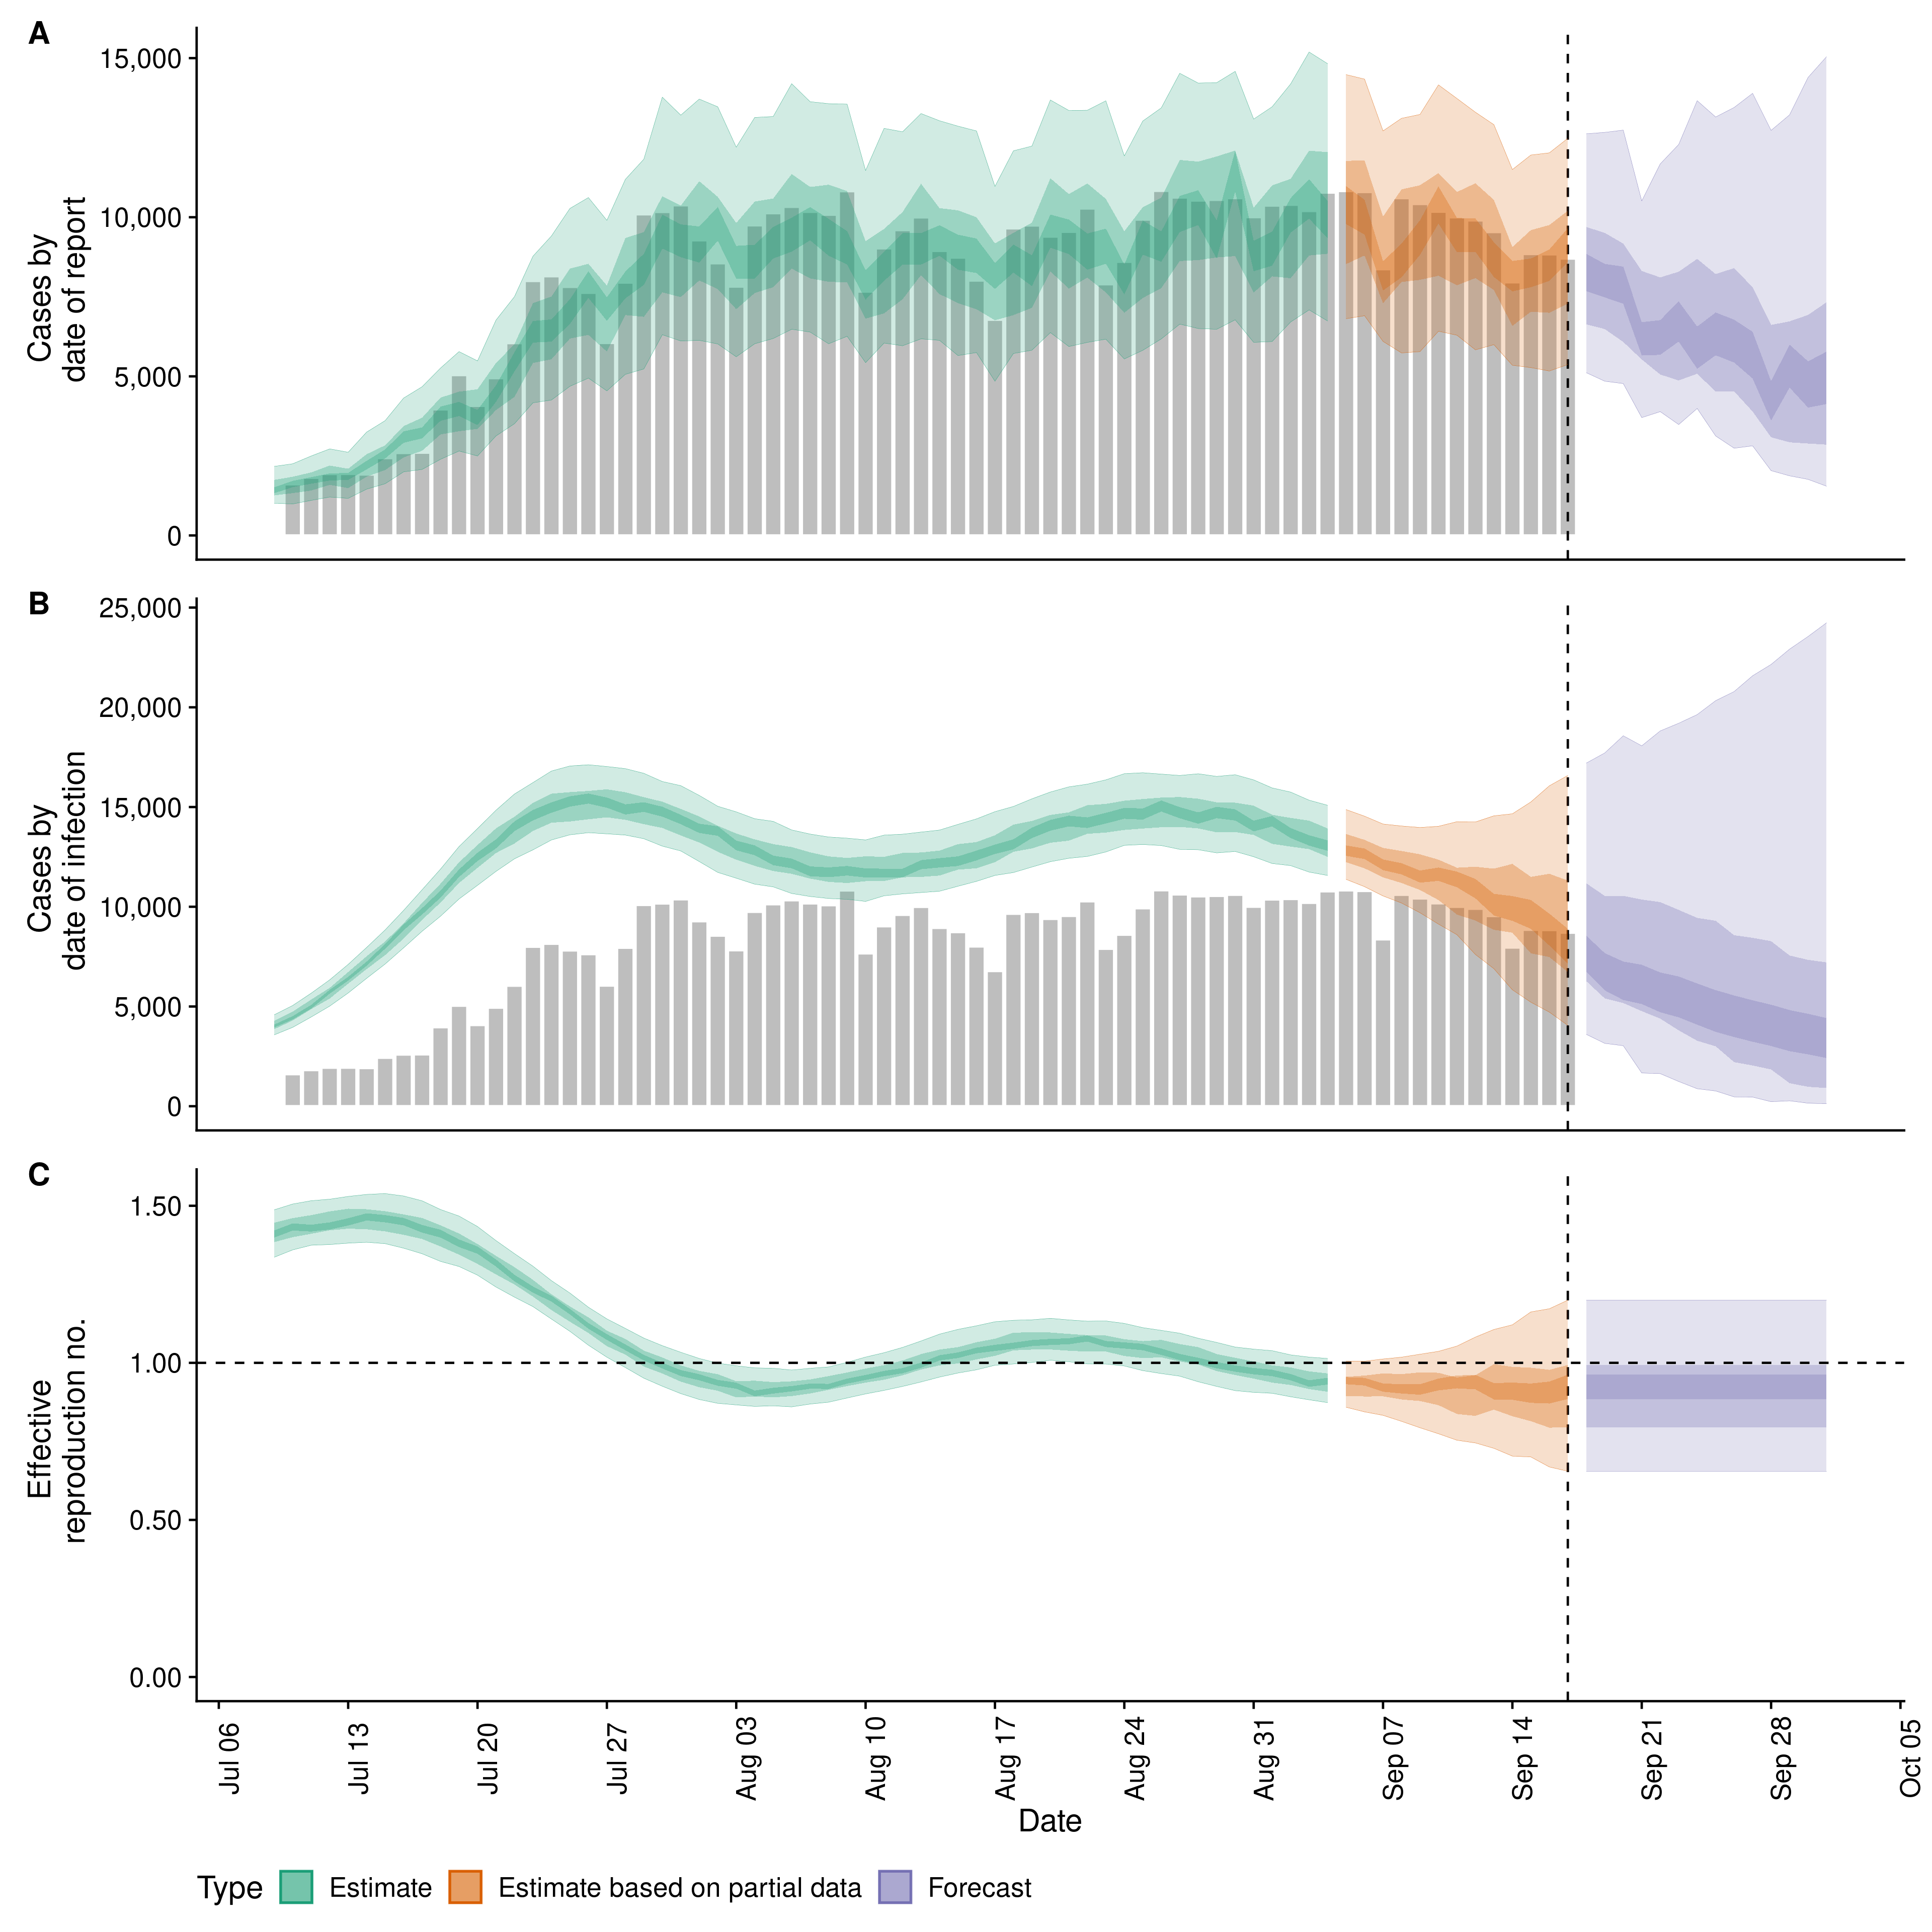 A
15,000
10,000
5,000
0
Cases by
date of report
B
25,000
20,000
15,000
10,000
5,000
0
Cases by
date of infection
C
1.50
1.00
0.50
0.00
Effective
reproduction no.
Jul 06
Jul 13
Jul 20
Jul 27
Aug 03
Aug 10
Aug 17
Aug 24
Aug 31
Sep 07
Sep 14
Sep 21
Sep 28
Oct 05
Date
Type Estimate Estimate based on partial data Forecast